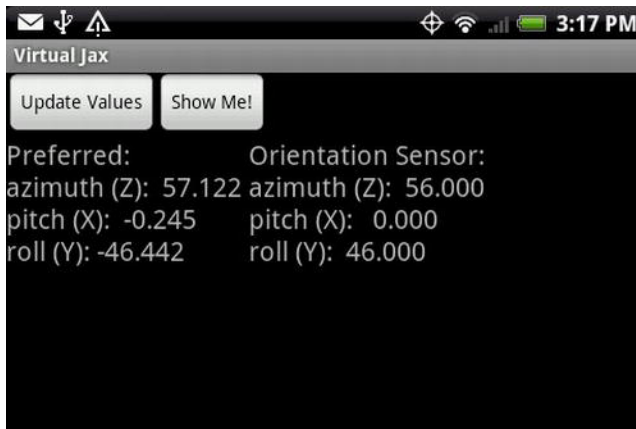 3:17 PM
Virtual Jax
Update Values Show Me!
Preferred: Orientation Sensor:
azimuth (Z): 57.122 azimuth (Z): 56.000
pitch (X): -0.245 pitch (X): 0.000
roll (Y): -46.442 roll (Y): 46.000